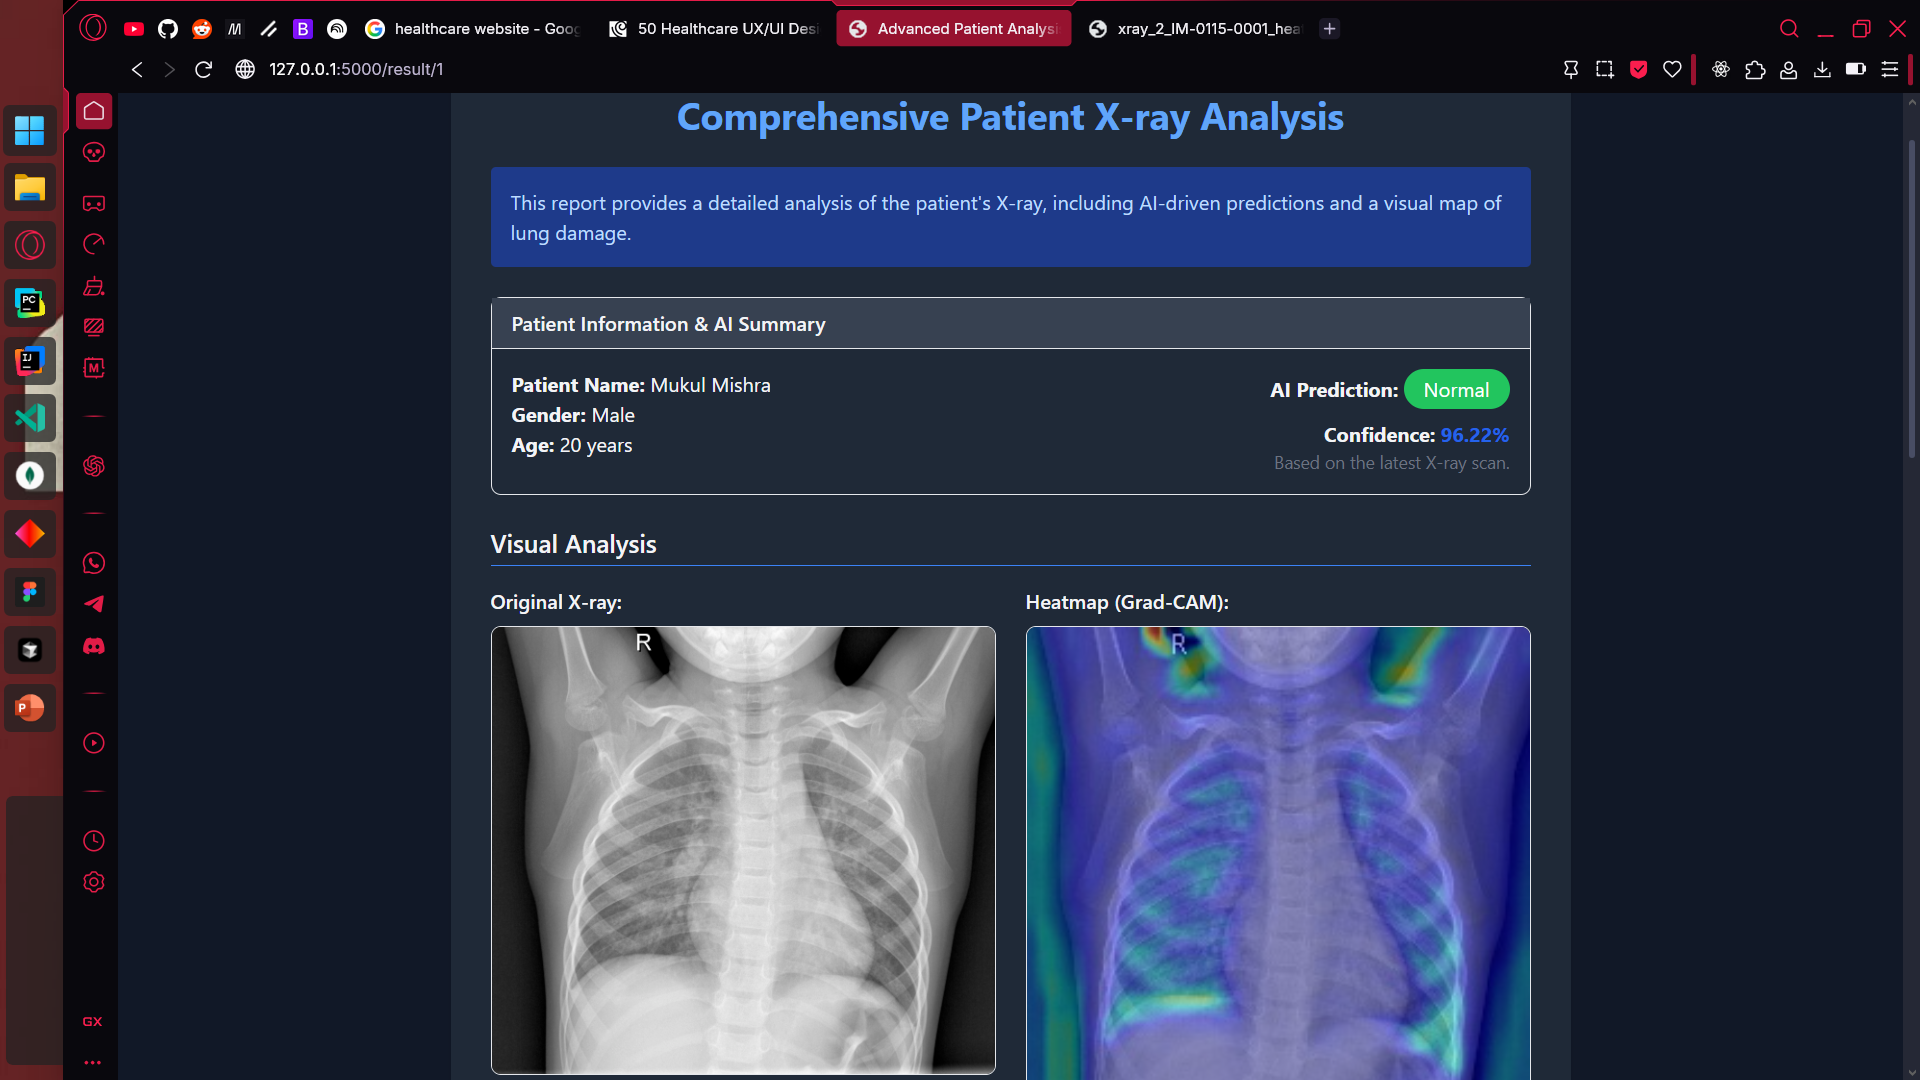 healthcare website - Goog
50 Healthcare UX/UI Desi
Advanced Patient Analysis
xray_2_IM-0115-0001_hea
127.0.0.1:5000/result/1
Comprehensive Patient X-ray Analysis
This report provides a detailed analysis of the patient's X-ray, including AI-driven predictions and a visual map of
lung damage.
Patient Information & AI Summary
Patient Name: Mukul Mishra
Gender: Male
Age: 20 years
AI Prediction: Normal
Confidence: 96.22%
Based on the latest X-ray scan.
Visual Analysis
Original X-ray:
Heatmap (Grad-CAM):
R
R
PC
IJ
M
B
P
GX